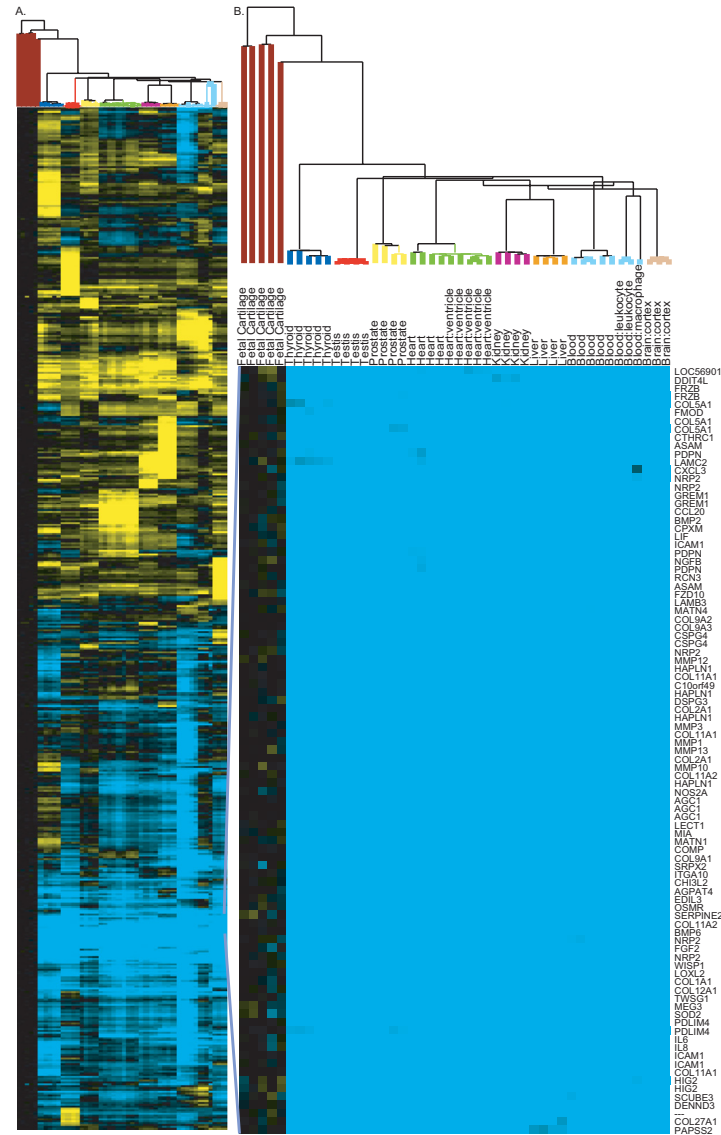 A.
B.
Fetal Cartilage
Fetal Cartilage
Fetal Cartilage
Fetal Cartilage
Fetal Cartilage
Thyroid
Thyroid
Thyroid
Thyroid
Thyroid
Testis
Testis
Testis
Testis
Testis
Prostate
Prostate
Prostate
Prostate
Heart
Heart
Heart
Heart
Heart:ventricle
Heart:ventricle
Heart:ventricle
Heart:ventricle
Heart:ventricle
Kidney
Kidney
Kidney
Kidney
Liver
Liver
Liver
Liver
Blood
Blood
Blood
Blood
Blood
Blood:leukocyte
Blood:leukocyte
Blood:macrophage
Brain:cortex
Brain:cortex
Brain:cortex
LOC56901
DDIT4L
FRZB
FRZB
COL5A1
FMOD
COL5A1
COL5A1
CTHRC1
ASAM
PDPN
LAMC2
CXCL3
NRP2
NRP2
GREM1
GREM1
CCL20
BMP2
CPXM
LIF
ICAM1
PDPN
NGFB
PDPN
RCN3
ASAM
FZD10
LAMB3
MATN4
COL9A2
COL9A3
CSPG4
CSPG4
NRP2
MMP12
HAPLN1
COL11A1
C10orf49
HAPLN1
DSPG3
COL2A1
HAPLN1
MMP3
COL11A1
MMP1
MMP13
COL2A1
MMP10
COL11A2
HAPLN1
NOS2A
AGC1
AGC1
AGC1
LECT1
MIA
MATN1
COMP
COL9A1
SRPX2
ITGA10
CHI3L2
AGPAT4
EDIL3
OSMR
SERPINE2
COL11A2
BMP6
NRP2
FGF2
NRP2
WISP1
LOXL2
COL1A1
COL12A1
TWSG1
MEG3
SOD2
PDLIM4
PDLIM4
IL6
IL8
ICAM1
ICAM1
COL11A1
HIG2
HIG2
SCUBE3
DENND3
---
COL27A1
PAPSS2